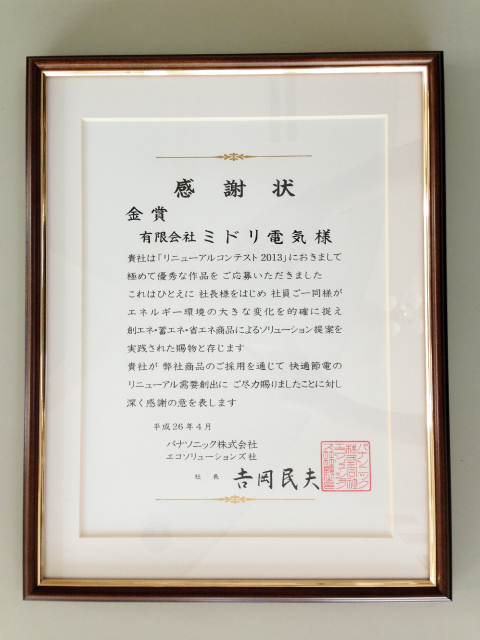 感謝状
金賞
有限会社 ミドリ電気様
貴社は「リニューアルコンテスト2013」におきまして
極めて優秀な作品を ご応募いただきました
これはひとえに 社長様をはじめ 社員ご一同様が
エネルギー環境の大きな変化を的確に捉え
創エネ・蓄エネ・省エネ商品によるソリューション提案を
実践された賜物と存じます
貴社が 弊社商品のご採用を通じて 快適節電の
リニューアル需要創出に ご尽力賜りましたことに対し
深く感謝の意を表します
平成26年4月
パナソニック株式会社
エコソリューションズ社
社長 吉岡民夫